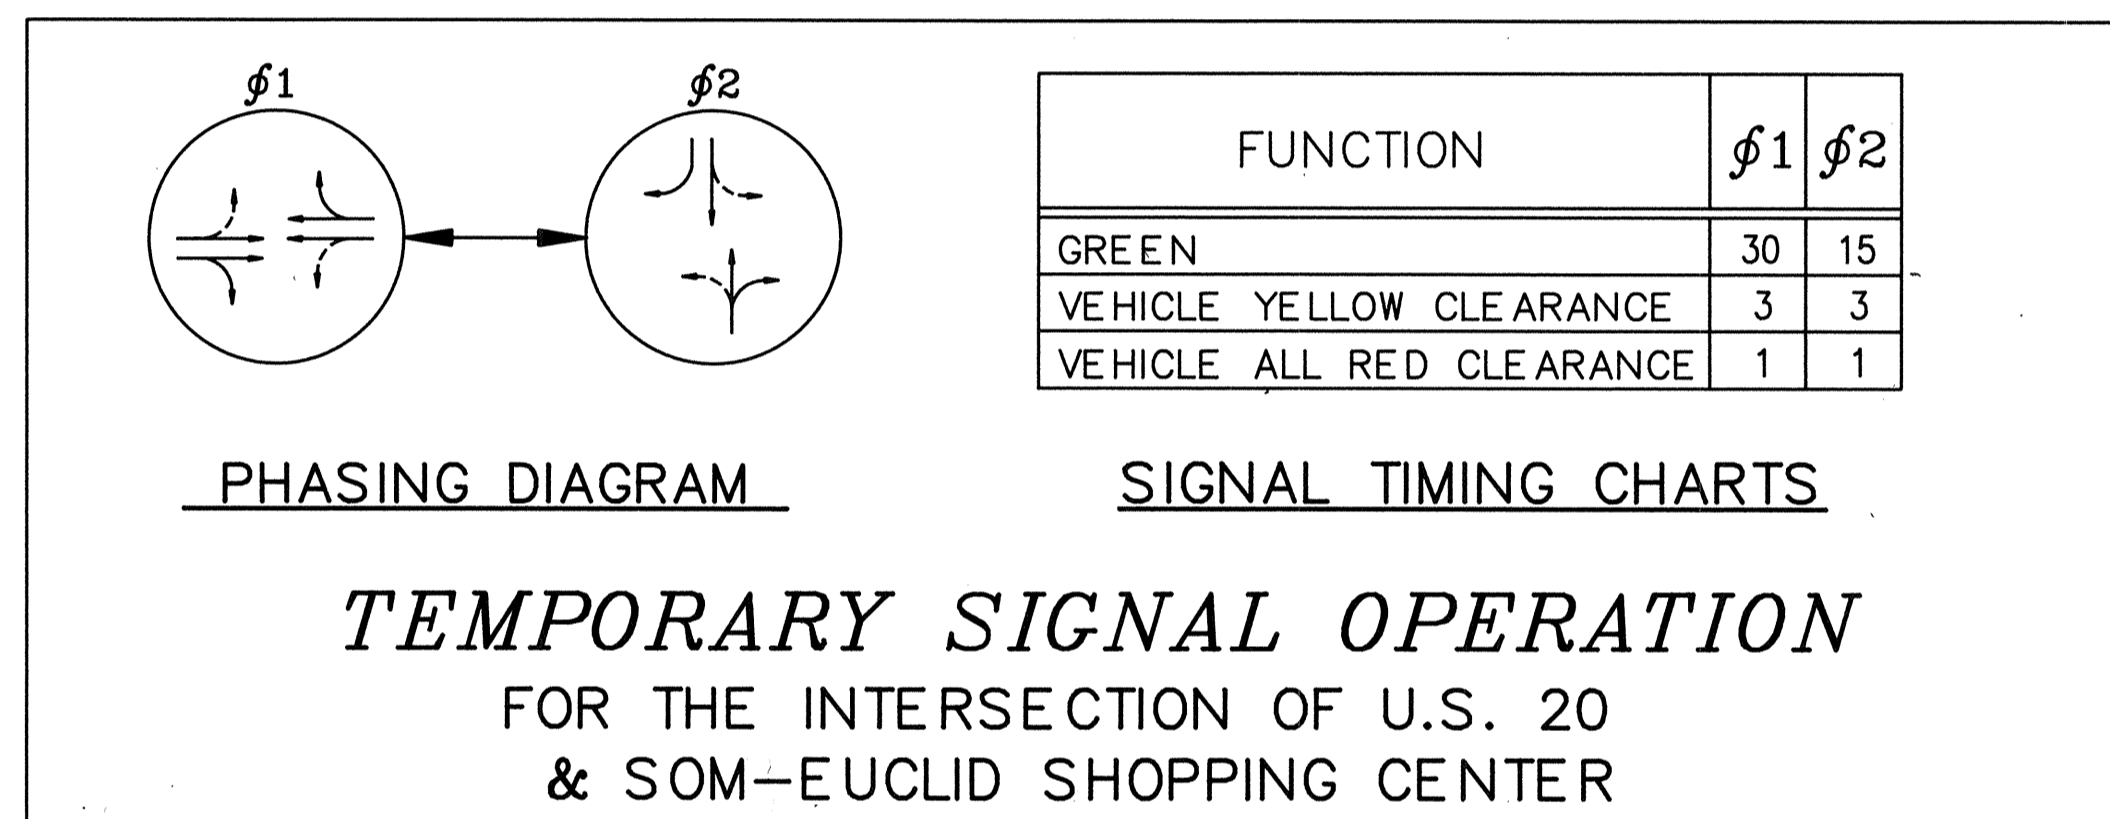 ∮1
∮2
FUNCTION ∮1 ∮2
GREEN 30 15
VEHICLE YELLOW CLEARANCE 3 3
VEHICLE ALL RED CLEARANCE 1 1
PHASING DIAGRAM
SIGNAL TIMING CHARTS
TEMPORARY SIGNAL OPERATION
FOR THE INTERSECTION OF U.S. 20
& SOM-EUCLID SHOPPING CENTER